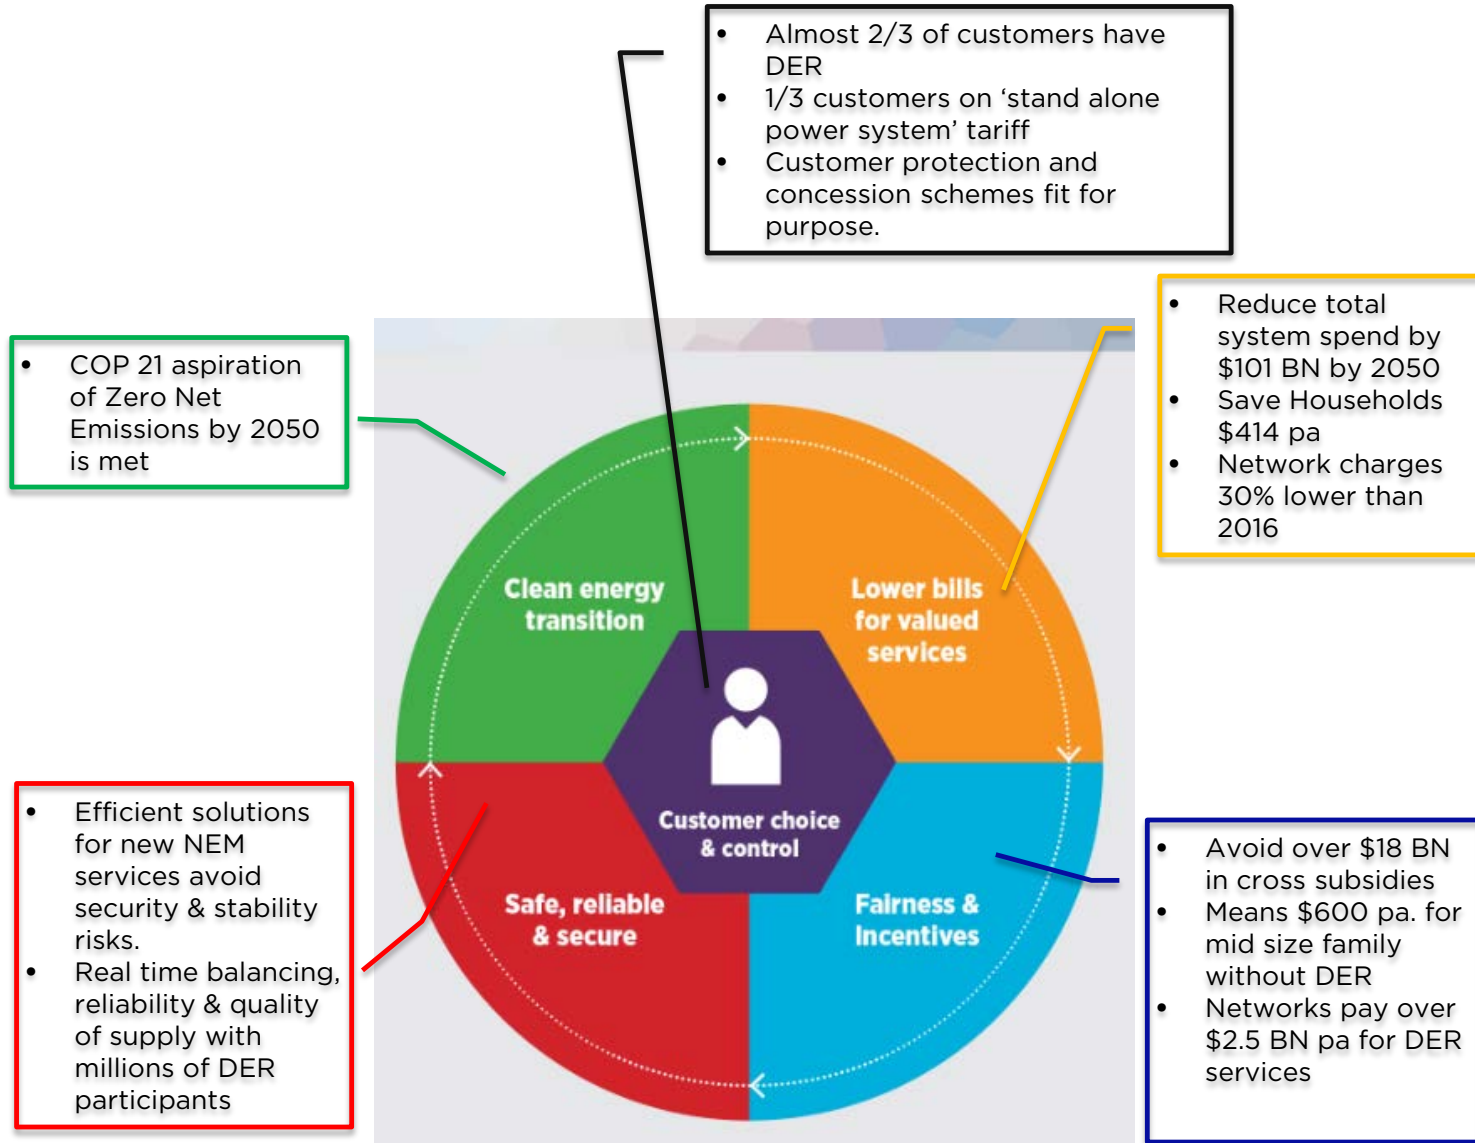 • Almost 2/3 of customers have
DER
• 1/3 customers on ‘stand alone
power system’ tariff
• Customer protection and
concession schemes fit for
purpose.
• Reduce total
system spend by
$101 BN by 2050
• Save Households
$414 pa
• Network charges
30% lower than
2016
• COP 21 aspiration
of Zero Net
Emissions by 2050
is met
Clean energy
transition
Lower bills
for valued
services
Customer choice
& control
Safe, reliable
& secure
Fairness &
Incentives
• Efficient solutions
for new NEM
services avoid
security & stability
risks.
• Real time balancing,
reliability & quality
of supply with
millions of DER
participants
• Avoid over $18 BN
in cross subsidies
• Means $600 pa. for
mid size family
without DER
• Networks pay over
$2.5 BN pa for DER
services